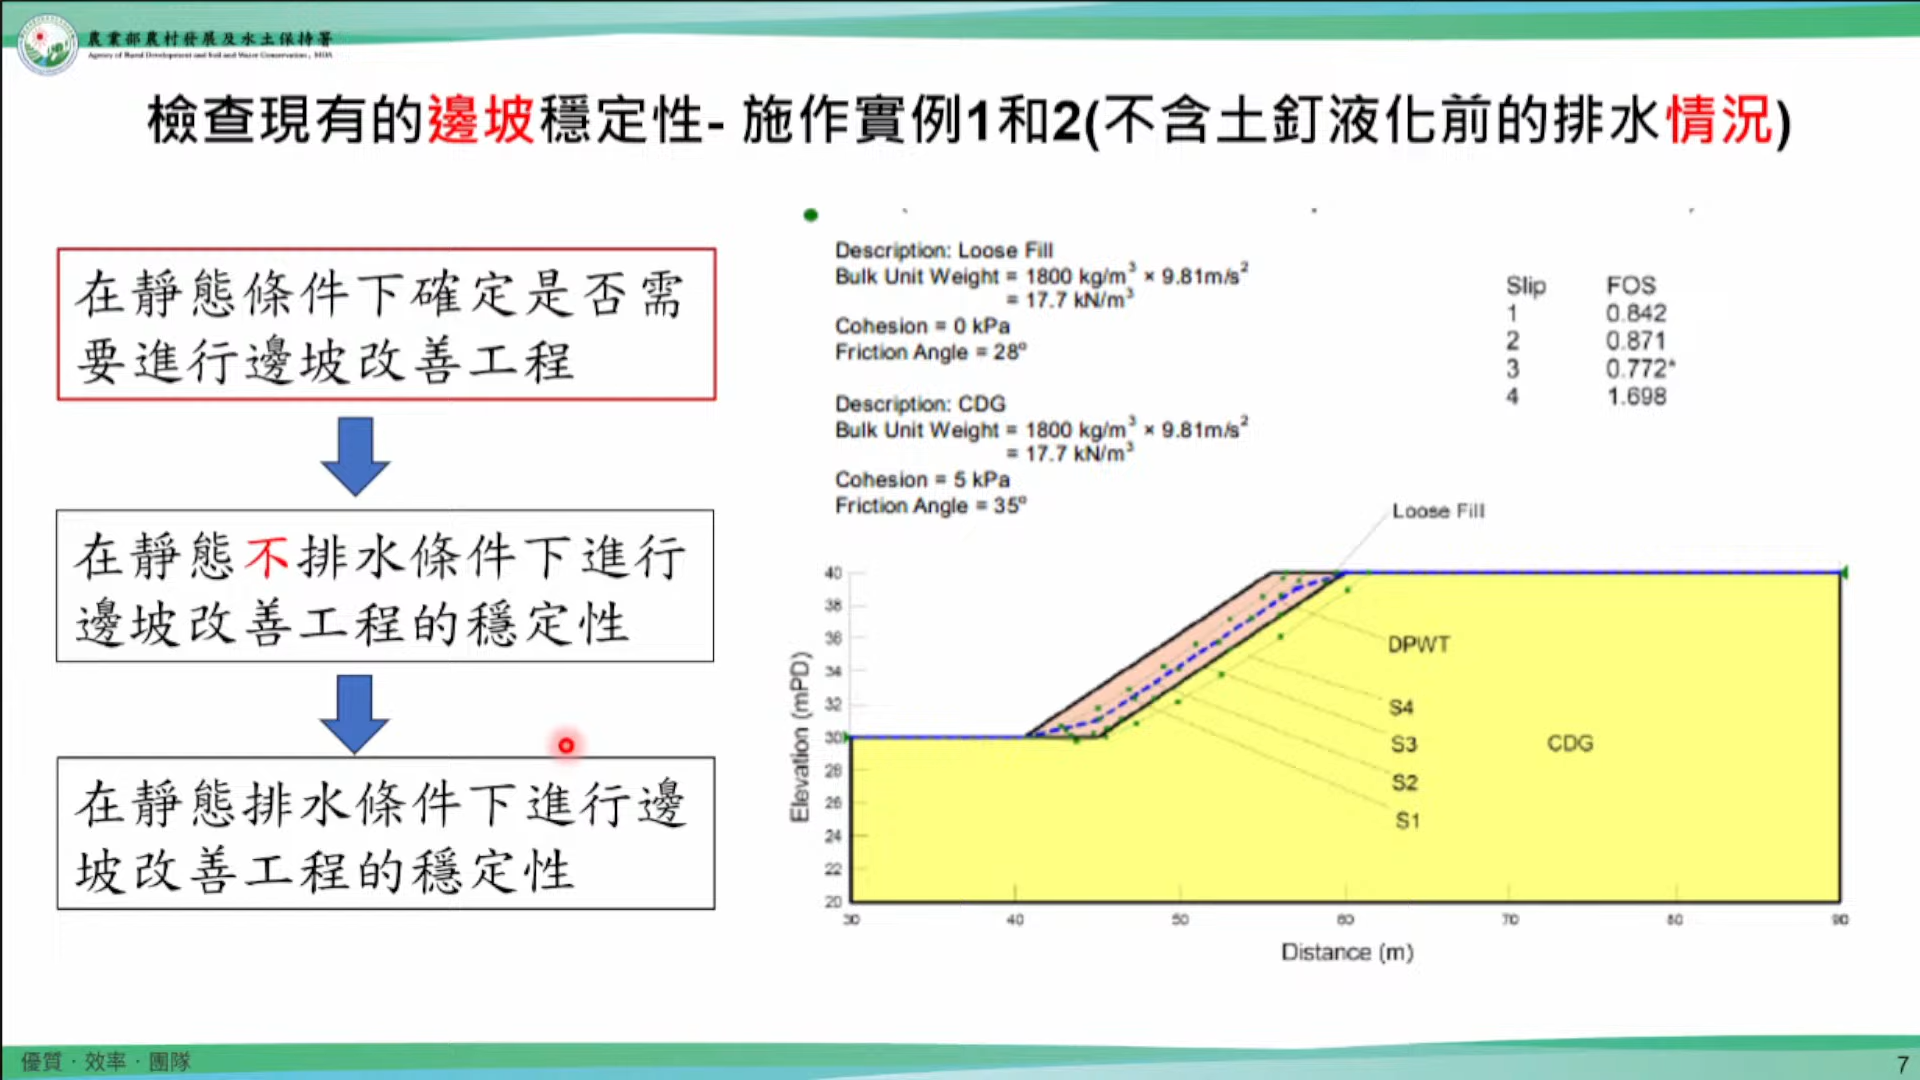 農業部農村發展及水土保持署
Agency of Rural Development and Soil and Water Conservation, MOA
檢查現有的邊坡穩定性- 施作實例1和2(不含土釘液化前的排水情況)
在靜態條件下確定是否需
要進行邊坡改善工程
在靜態不排水條件下進行
邊坡改善工程的穩定性
在靜態排水條件下進行邊
坡改善工程的穩定性
Description: Loose Fill
Bulk Unit Weight = 1800 kg/m³ × 9.81m/s²
= 17.7 kN/m³
Cohesion = 0 kPa
Friction Angle = 28°
Description: CDG
Bulk Unit Weight = 1800 kg/m³ × 9.81m/s²
= 17.7 kN/m³
Cohesion = 5 kPa
Friction Angle = 35°
Slip FOS
1 0.842
2 0.871
3 0.772*
4 1.698
Loose Fill
DPWT
S4
S3
S2
S1
CDG
Elevation (mPD)
40
38
36
34
32
30
28
26
24
22
20
30 40 50 60 70 80 90
Distance (m)
優質 · 效率 · 團隊
7